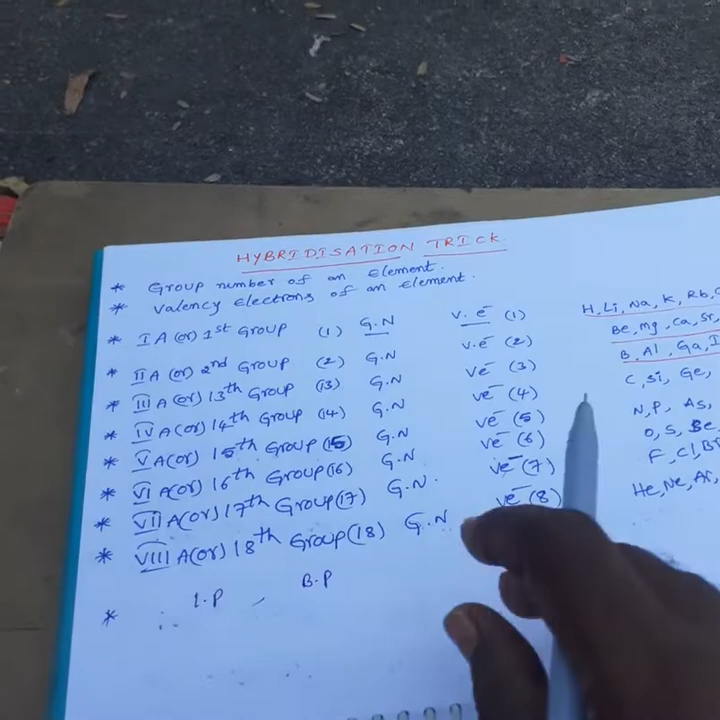 HYBRIDISATION TRICK
* Group number of an Element.
* Valency Electrons of an Element.
* IA (or) 1st Group (1) G.N V.e⁻ (1) H, Li, Na, K, Rb, C
* IIA (or) 2nd Group (2) G.N V.e⁻ (2) Be, Mg, Ca, Sr,
* IIIA (or) 13th Group (13) G.N Ve⁻ (3) B, Al, Ga, I
* IVA (or) 14th Group (14) G.N Ve⁻ (4) C, Si, Ge,
* VA (or) 15th Group (15) G.N Ve⁻ (5) N, P, As,
* VIA (or) 16th Group (16) G.N Ve⁻ (6) O, S, Se,
* VIIA (or) 17th Group (17) G.N. Ve⁻ (7) F, Cl, Br
* VIIIA (or) 18th Group (18) G.N Ve⁻ (8) He, Ne, Ar,
* L.P B.P